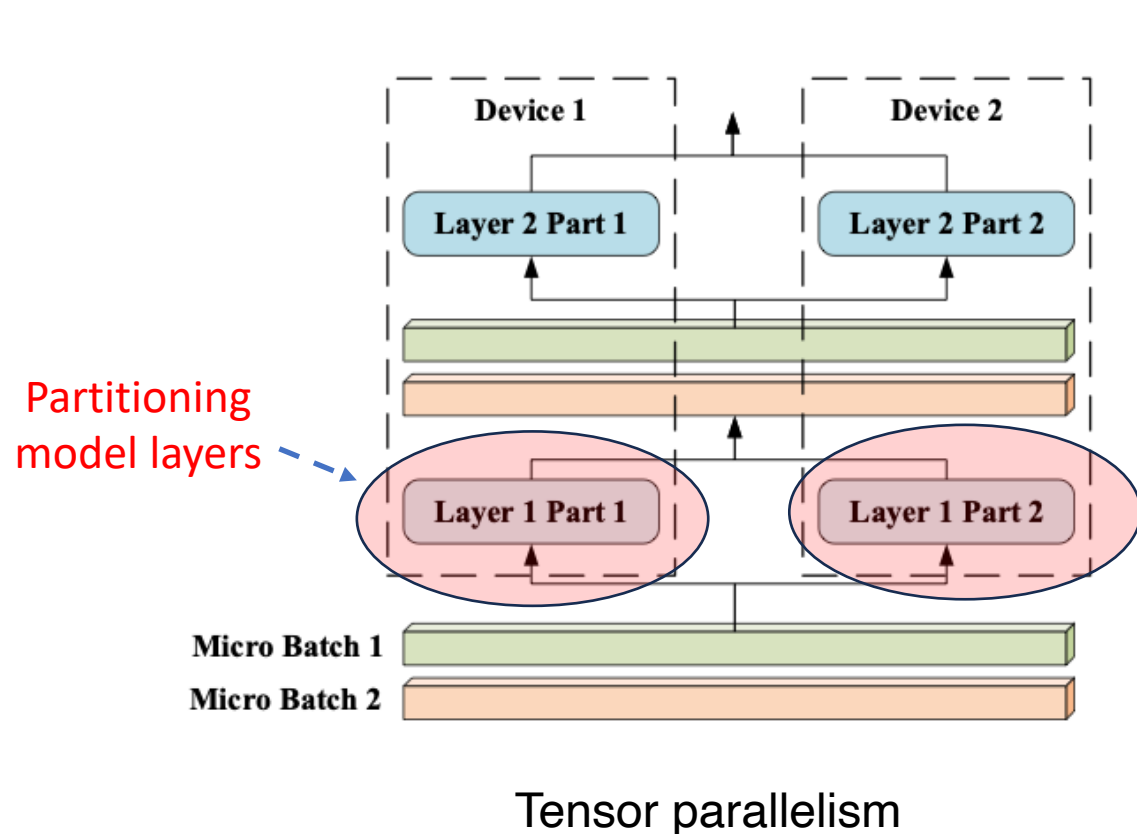 Device 1
Device 2
Layer 2 Part 1
Layer 2 Part 2
Partitioning
model layers
Layer 1 Part 1
Layer 1 Part 2
Micro Batch 1
Micro Batch 2
Tensor parallelism